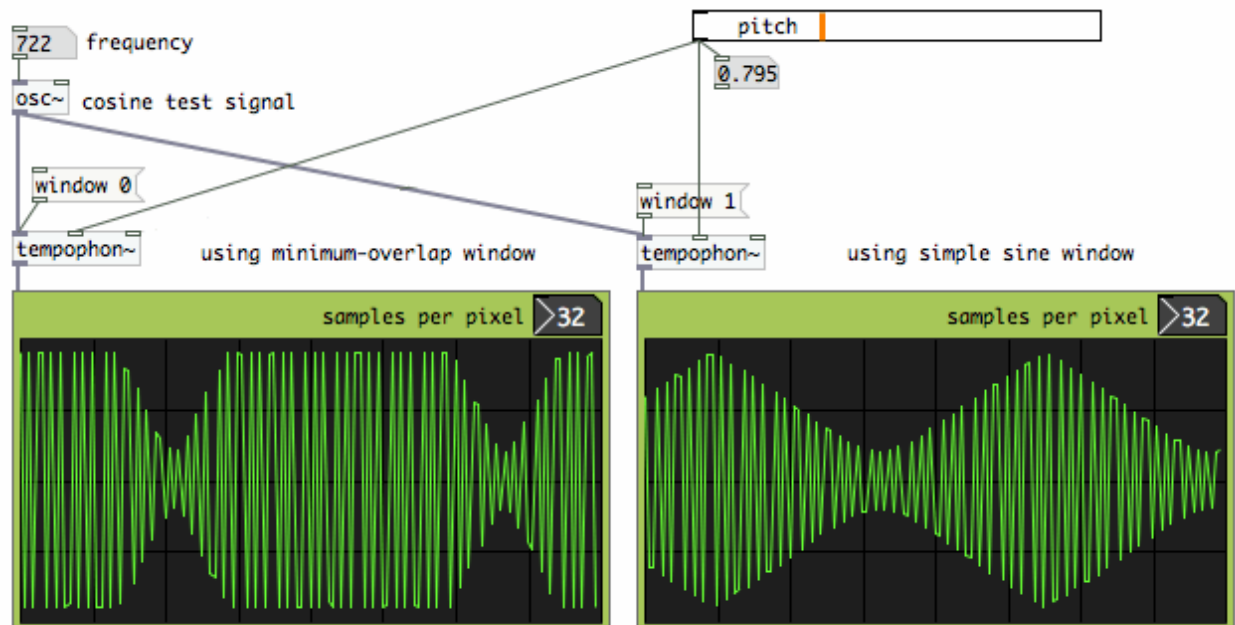 pitch
722 frequency
0.795
osc~ cosine test signal
window 0
window 1
tempophon~ using minimum-overlap window
tempophon~ using simple sine window
samples per pixel 32
samples per pixel 32